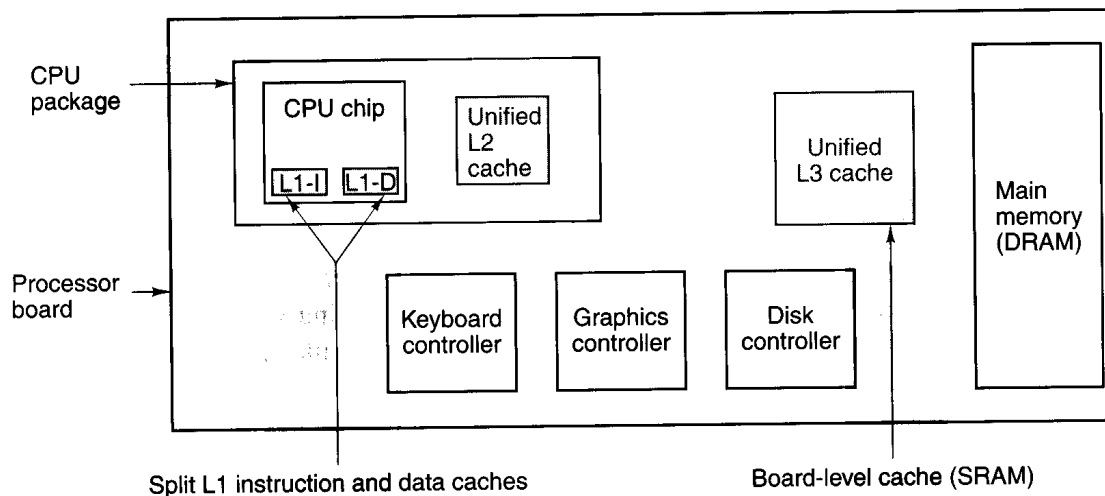 CPU
package
CPU chip
L1-I
L1-D
Unified
L2
cache
Unified
L3 cache
Main
memory
(DRAM)
Processor
board
Keyboard
controller
Graphics
controller
Disk
controller
Split L1 instruction and data caches
Board-level cache (SRAM)